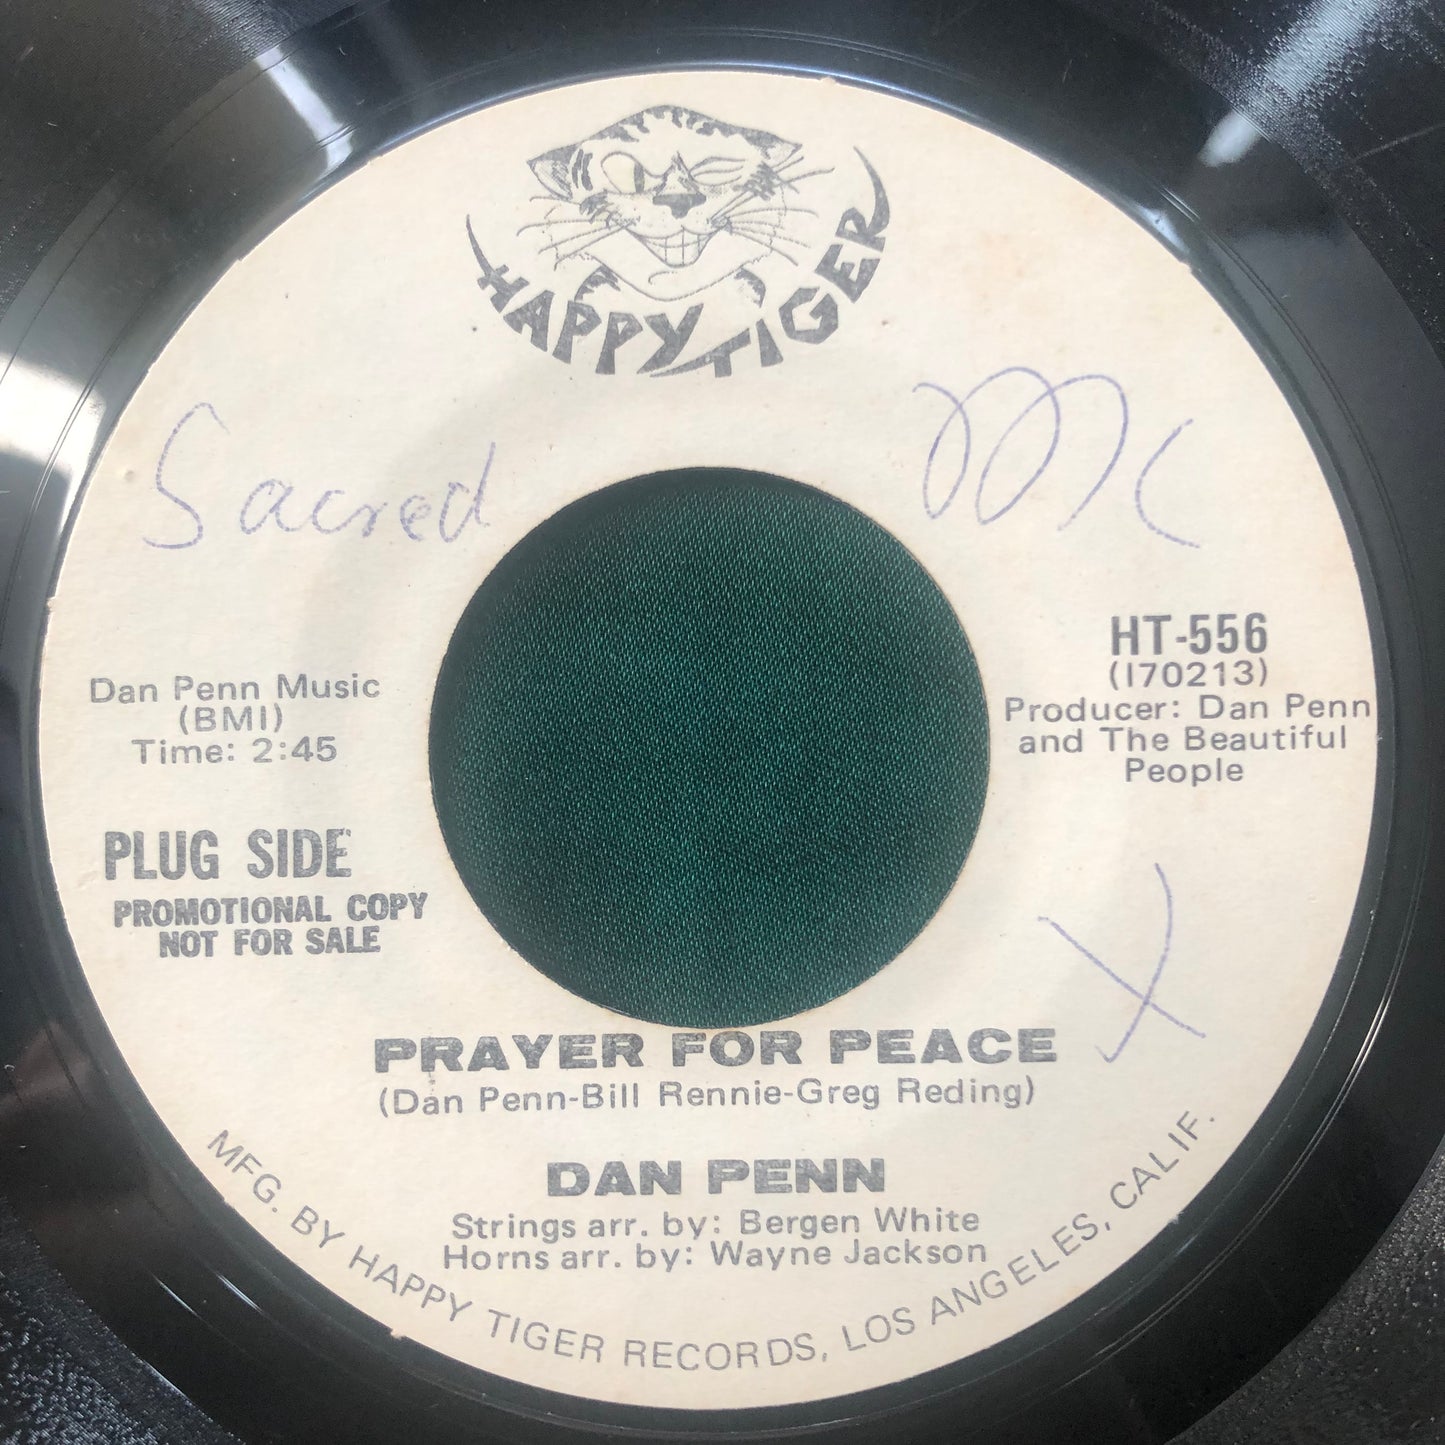 HAPPY TIGER
Sacred
HT-556
(170213)
Producer: Dan Penn
and The Beautiful
People
Dan Penn Music
(BMI)
Time: 2:45
PLUG SIDE
PROMOTIONAL COPY
NOT FOR SALE
X
PRAYER FOR PEACE
(Dan Penn-Bill Rennie-Greg Reding)
DAN PENN
Strings arr. by: Bergen White
Horns arr. by: Wayne Jackson
MFG. BY HAPPY TIGER RECORDS, LOS ANGELES, CALIF.